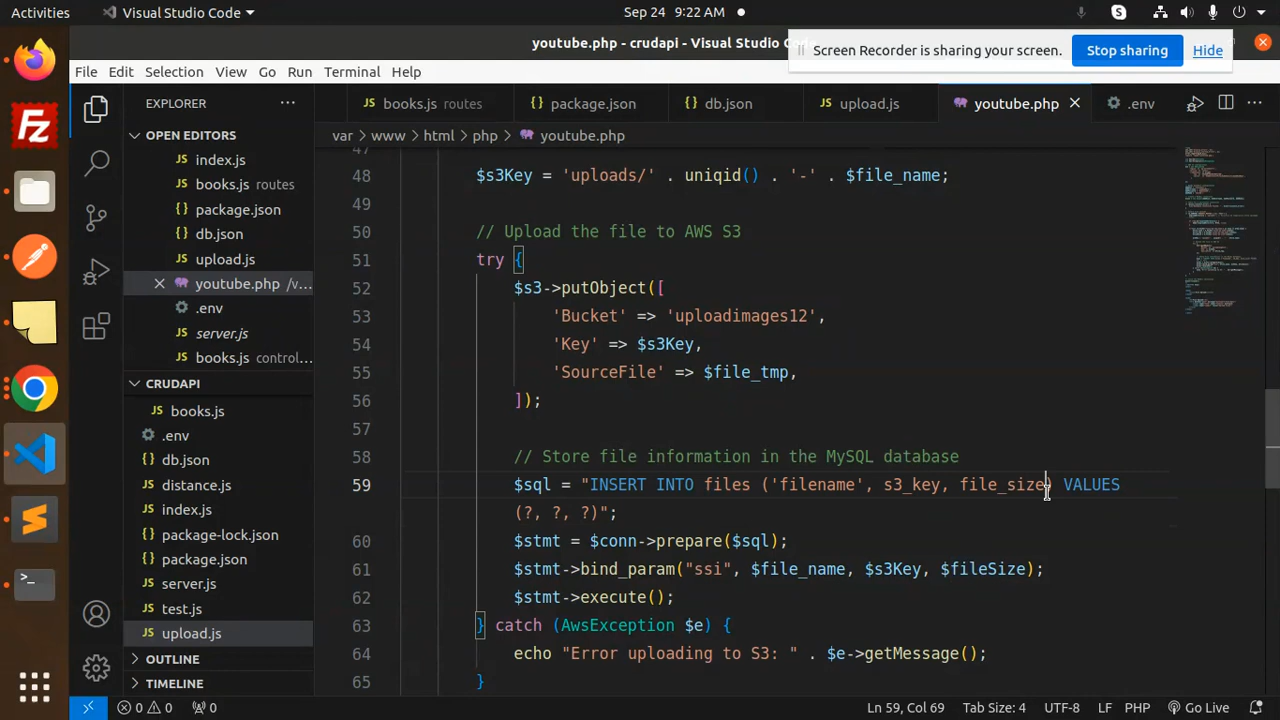 Activities
Visual Studio Code
Sep 24 9:22 AM
youtube.php - crudapi - Visual Studio Co
Screen Recorder is sharing your screen.
Stop sharing
Hide
File Edit Selection View Go Run Terminal Help
EXPLORER
books.js routes
package.json
db.json
upload.js
youtube.php
.env
var > www > html > php > youtube.php
OPEN EDITORS
index.js
books.js routes
package.json
db.json
upload.js
youtube.php /v...
.env
server.js
books.js control...
CRUDAPI
books.js
.env
db.json
distance.js
index.js
package-lock.json
package.json
server.js
test.js
upload.js
OUTLINE
TIMELINE
47
48 $s3Key = 'uploads/' . uniqid() . '-' . $file_name;
49
50 // Upload the file to AWS S3
51 try {
52 $s3->putObject([
53 'Bucket' => 'uploadimages12',
54 'Key' => $s3Key,
55 'SourceFile' => $file_tmp,
56 ]);
57
58 // Store file information in the MySQL database
59 $sql = "INSERT INTO files ('filename', s3_key, file_size) VALUES
(?, ?, ?)";
60 $stmt = $conn->prepare($sql);
61 $stmt->bind_param("ssi", $file_name, $s3Key, $fileSize);
62 $stmt->execute();
63 } catch (AwsException $e) {
64 echo "Error uploading to S3: " . $e->getMessage();
65 }
0 0 0
Ln 59, Col 69
Tab Size: 4
UTF-8
LF
PHP
Go Live